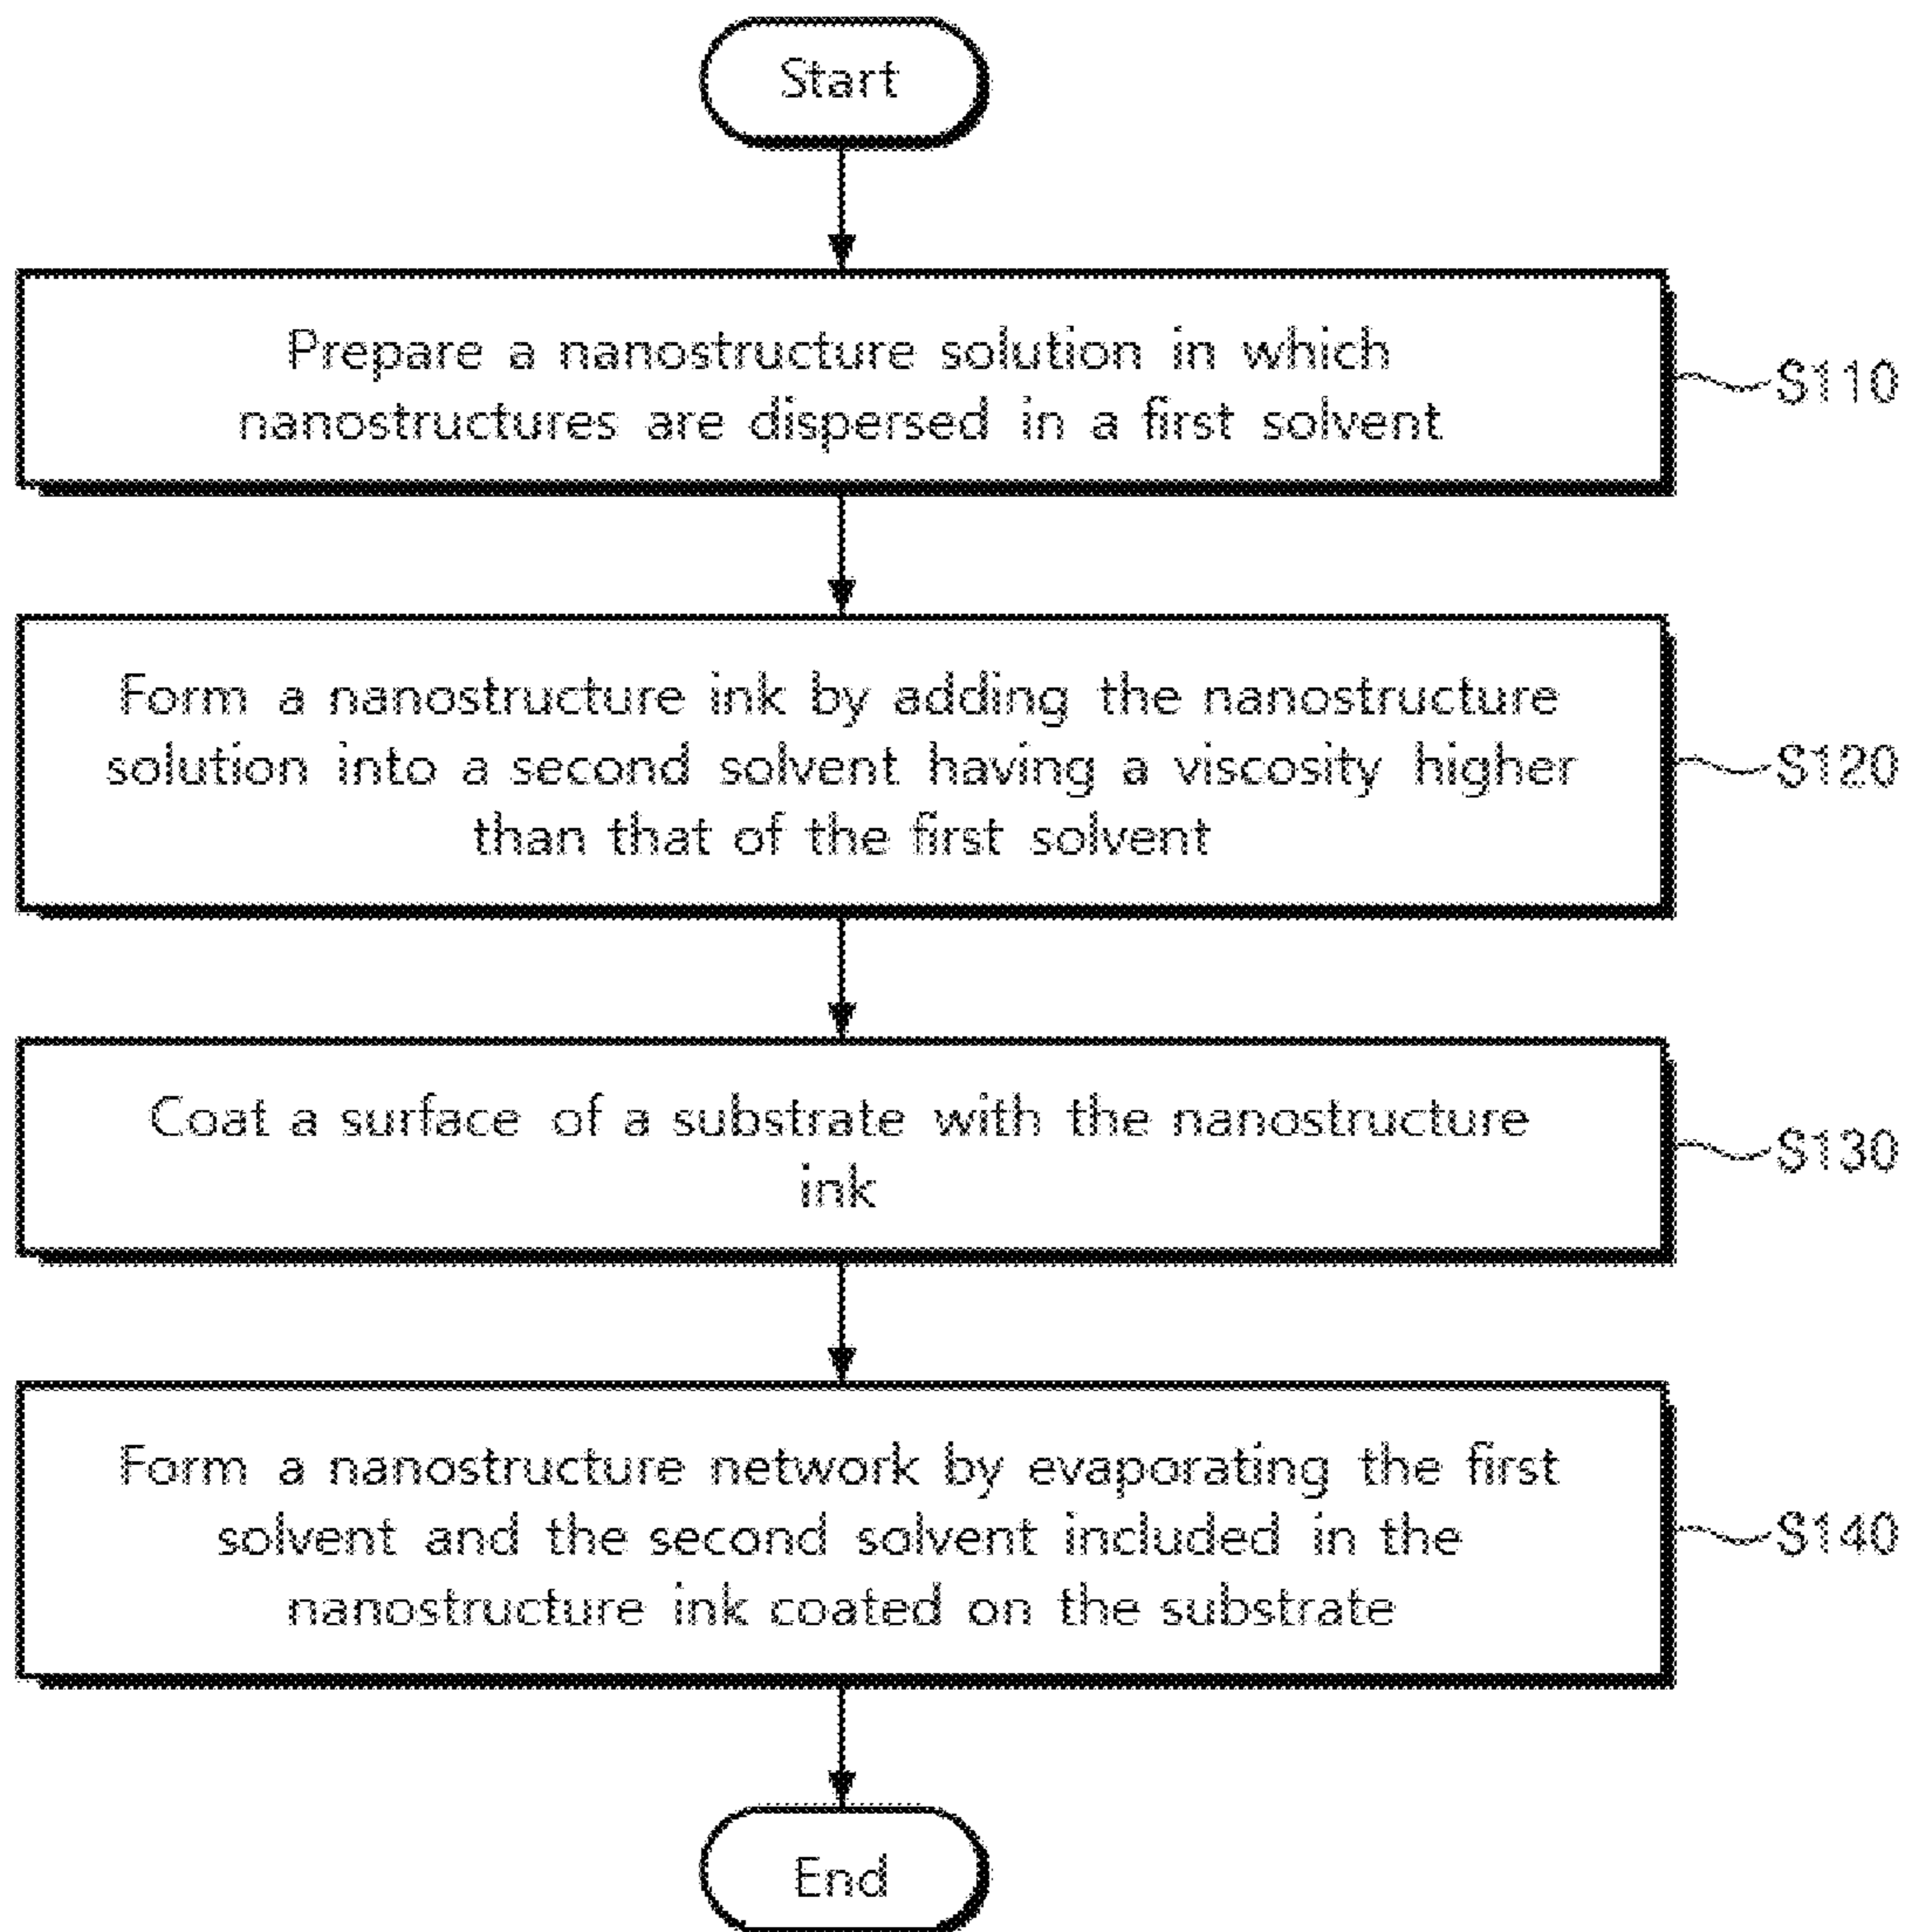 Start
Prepare a nanostructure solution in which
nanostructures are dispersed in a first solvent
S110
Form a nanostructure ink by adding the nanostructure
solution into a second solvent having a viscosity higher
than that of the first solvent
S120
Coat a surface of a substrate with the nanostructure
ink
S130
Form a nanostructure network by evaporating the first
solvent and the second solvent included in the
nanostructure ink coated on the substrate
S140
End